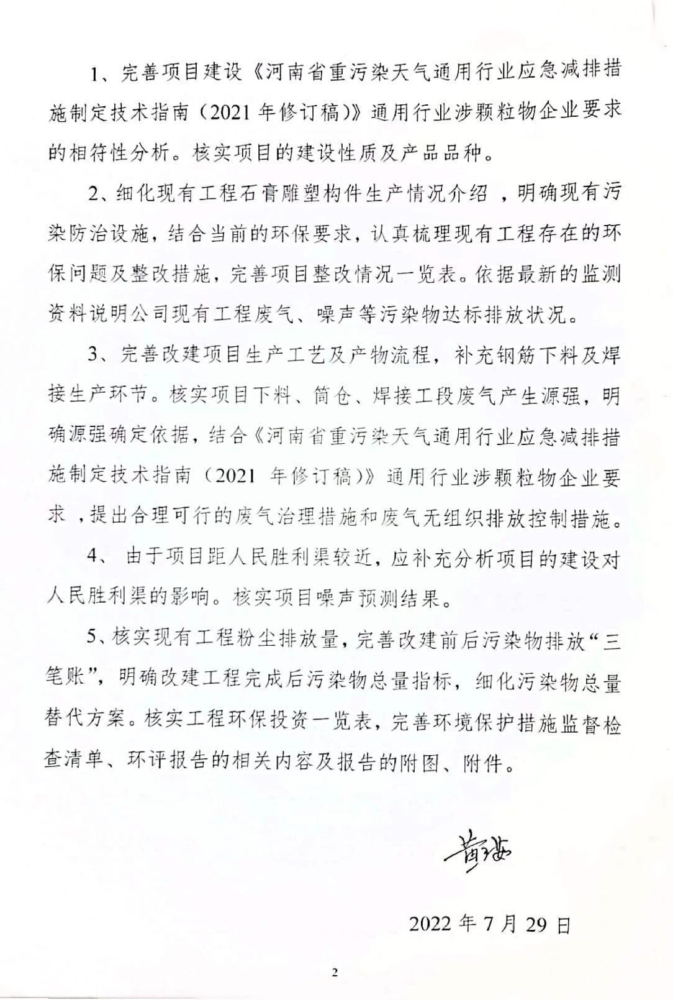 1、完善项目建设《河南省重污染天气通用行业应急减排措
施制定技术指南（2021年修订稿）》通用行业涉颗粒物企业要求
的相符性分析。核实项目的建设性质及产品品种。
2、细化现有工程石膏雕塑构件生产情况介绍，明确现有污
染防治设施，结合当前的环保要求，认真梳理现有工程存在的环
保问题及整改措施，完善项目整改情况一览表。依据最新的监测
资料说明公司现有工程废气、噪声等污染物达标排放状况。
3、完善改建项目生产工艺及产物流程，补充钢筋下料及焊
接生产环节。核实项目下料、筒仓、焊接工段废气产生源强，明
确源强确定依据，结合《河南省重污染天气通用行业应急减排措
施制定技术指南（2021 年修订稿）》通用行业涉颗粒物企业要
求，提出合理可行的废气治理措施和废气无组织排放控制措施。
4、 由于项目距人民胜利渠较近，应补充分析项目的建设对
人民胜利渠的影响。核实项目噪声预测结果。
5、核实现有工程粉尘排放量，完善改建前后污染物排放“三
笔账”，明确改建工程完成后污染物总量指标，细化污染物总量
替代方案。核实工程环保投资一览表，完善环境保护措施监督检
查清单、环评报告的相关内容及报告的附图、附件。
2022 年 7 月 29 日
2